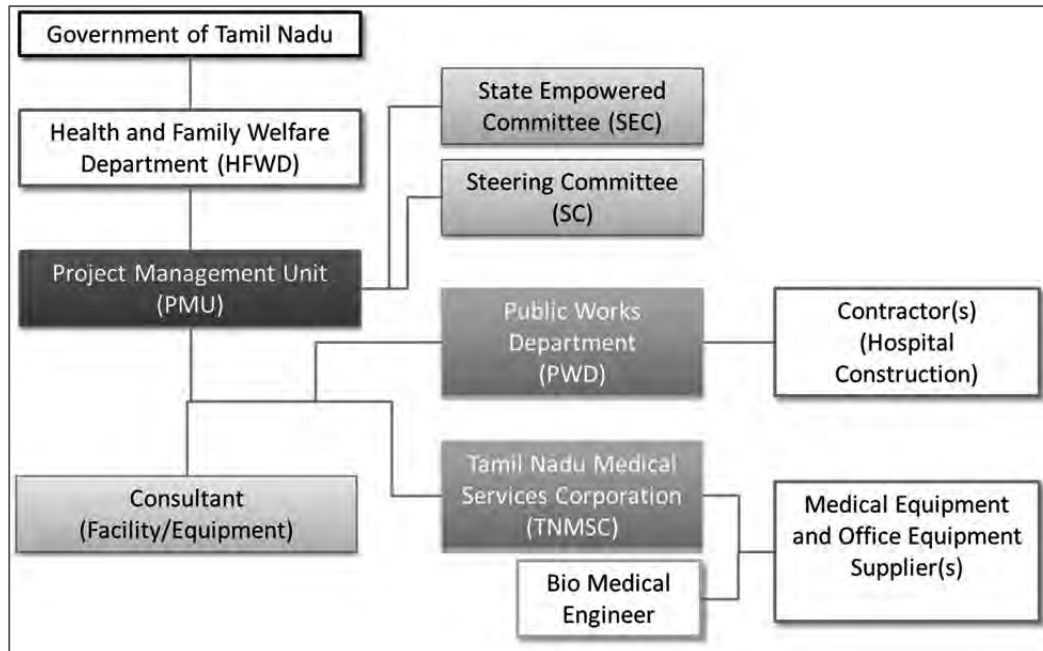 Government of Tamil Nadu
Health and Family Welfare
Department (HFWD)
Project Management Unit
(PMU)
State Empowered
Committee (SEC)
Steering Committee
(SC)
Public Works
Department
(PWD)
Contractor(s)
(Hospital
Construction)
Consultant
(Facility/Equipment)
Tamil Nadu Medical
Services Corporation
(TNMSC)
Bio Medical
Engineer
Medical Equipment
and Office Equipment
Supplier(s)